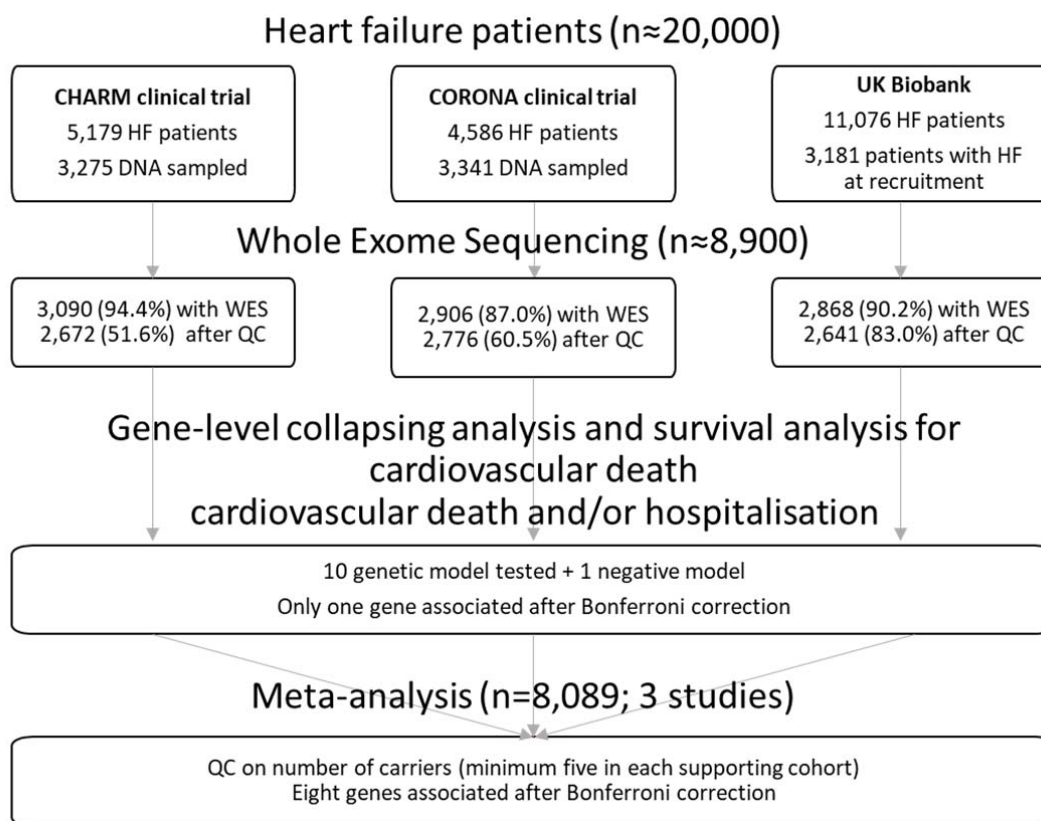 Heart failure patients (n≈20,000)
CHARM clinical trial
5,179 HF patients
3,275 DNA sampled
CORONA clinical trial
4,586 HF patients
3,341 DNA sampled
UK Biobank
11,076 HF patients
3,181 patients with HF
at recruitment
Whole Exome Sequencing (n≈8,900)
3,090 (94.4%) with WES
2,672 (51.6%) after QC
2,906 (87.0%) with WES
2,776 (60.5%) after QC
2,868 (90.2%) with WES
2,641 (83.0%) after QC
Gene-level collapsing analysis and survival analysis for
cardiovascular death
cardiovascular death and/or hospitalisation
10 genetic model tested + 1 negative model
Only one gene associated after Bonferroni correction
Meta-analysis (n=8,089; 3 studies)
QC on number of carriers (minimum five in each supporting cohort)
Eight genes associated after Bonferroni correction